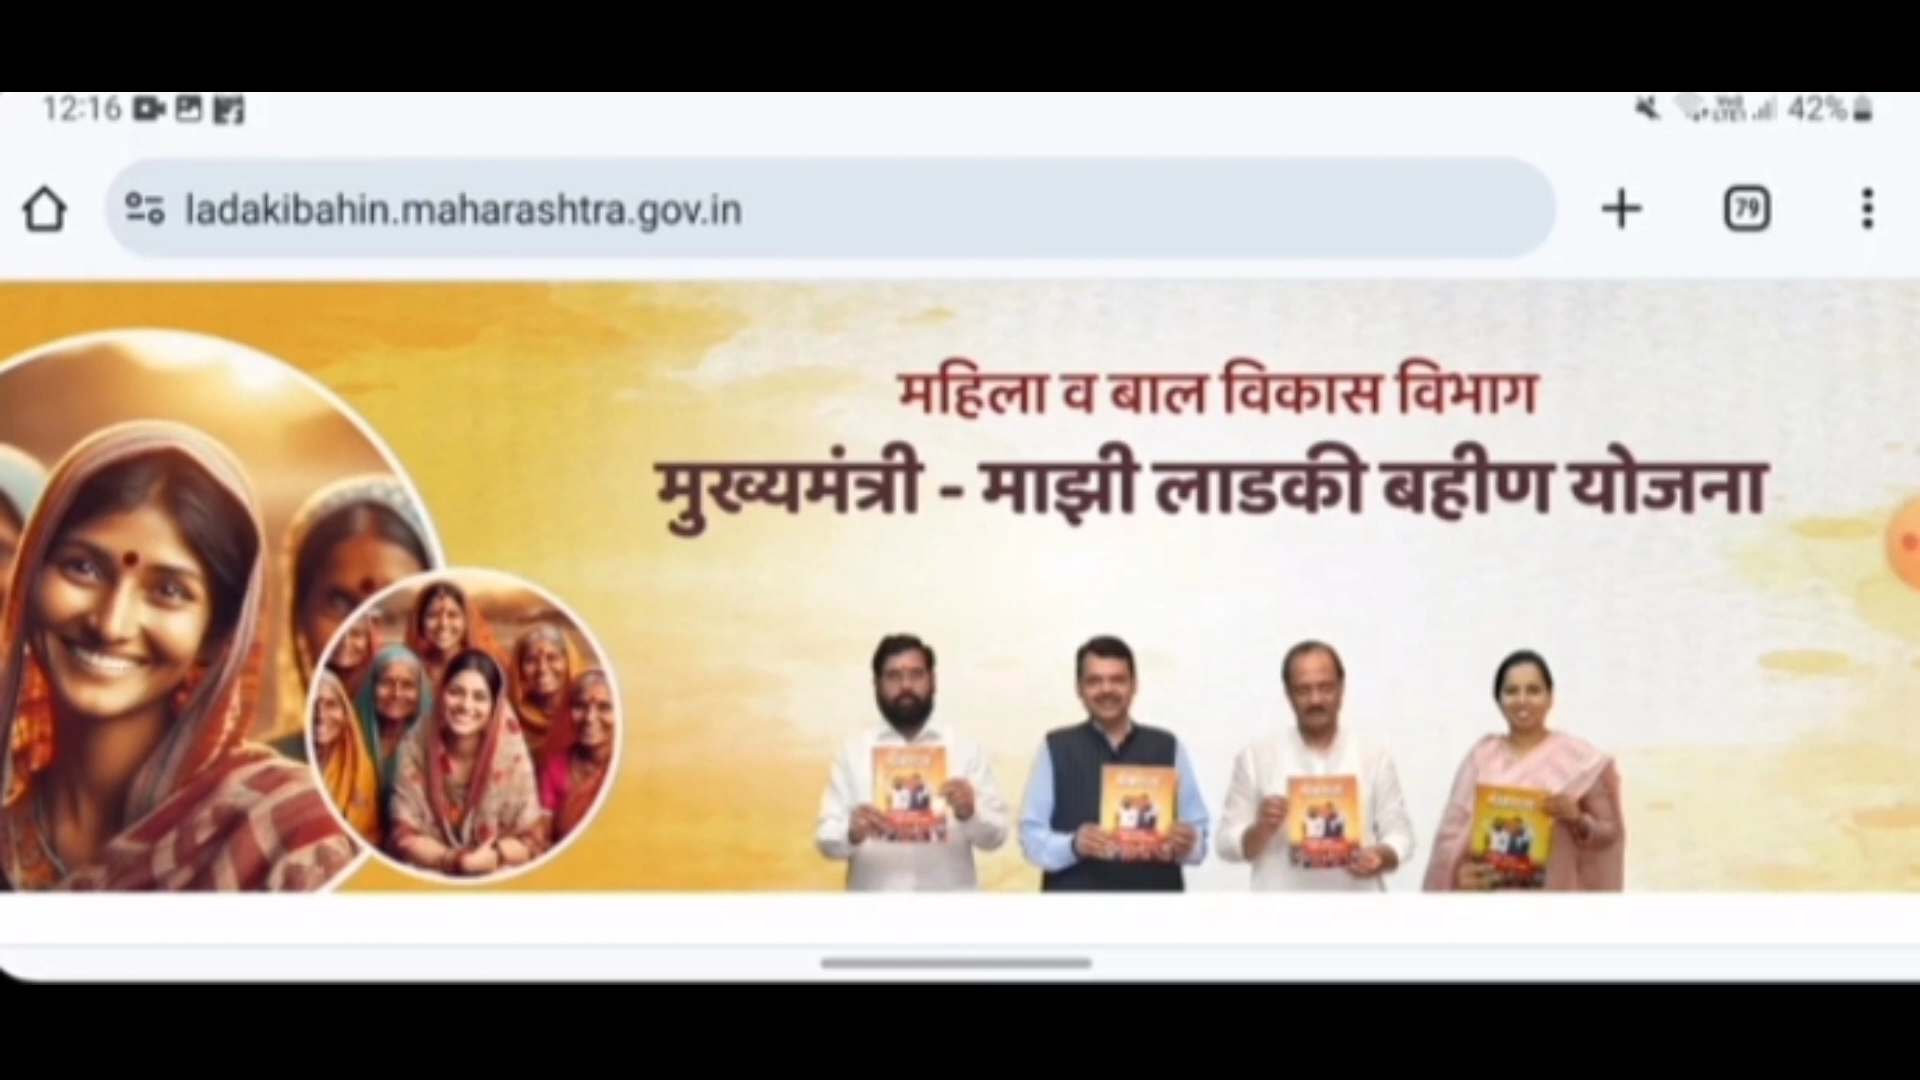 12:16
42%
ladakibahin.maharashtra.gov.in
79
महिला व बाल विकास विभाग
मुख्यमंत्री - माझी लाडकी बहीण योजना